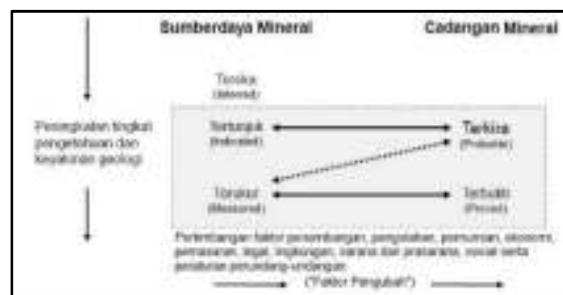 Sumberdaya Mineral
Cadangan Mineral
Tereka
(Inferred)
Peningkatan tingkat
pengetahuan dan
keyakinan geologi
Tertunjuk
(Indicated)
Terkira
(Probable)
Terukur
(Measured)
Terbukti
(Proved)
Pertimbangan faktor penambangan, pengolahan, pemurnian, ekonomi,
pemasaran, legal, lingkungan, sarana dan prasarana, sosial serta
peraturan perundang-undangan
("Faktor Pengubah")